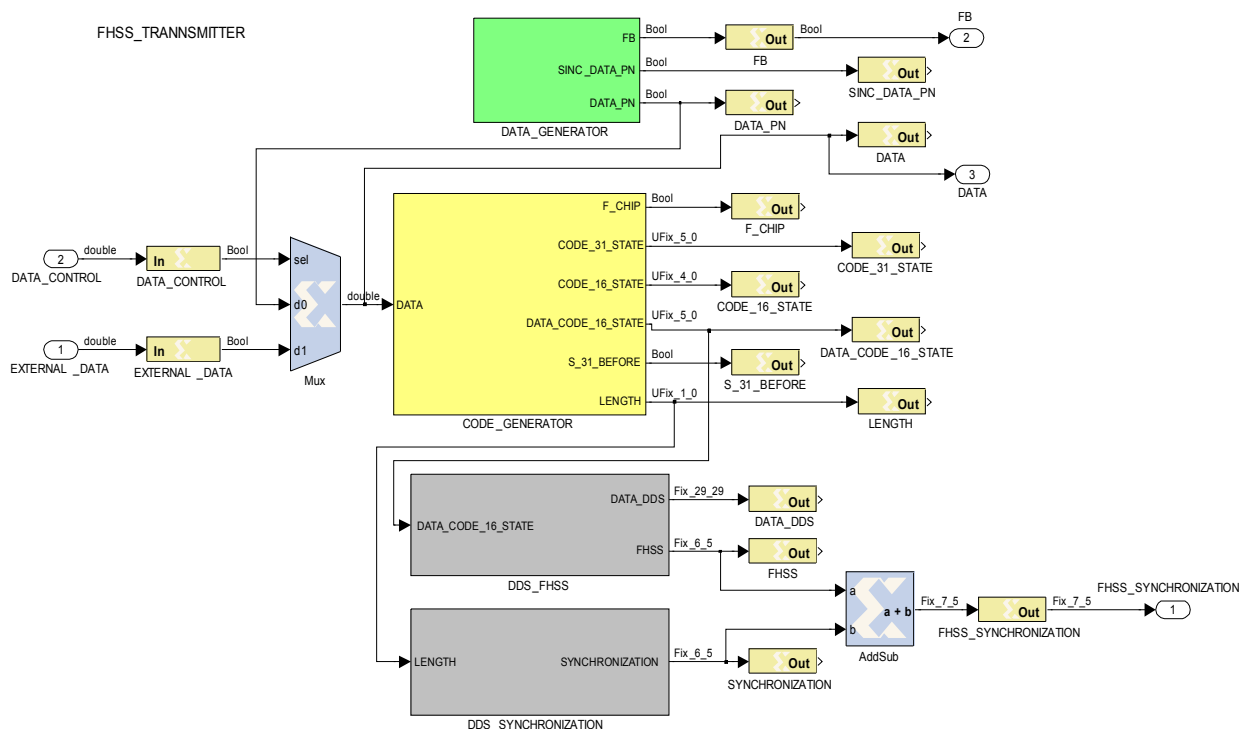 FHSS_TRANNSMITTER
FB
Bool
Out
Bool
FB
2
FB
SINC_DATA_PN
Bool
Out
SINC_DATA_PN
DATA_PN
Bool
Out
DATA_PN
DATA_GENERATOR
Out
DATA
3
DATA
2
double
In
Bool
DATA_CONTROL
DATA_CONTROL
1
double
In
Bool
EXTERNAL _DATA
EXTERNAL _DATA
sel
d0
d1
double
Mux
DATA
F_CHIP
Bool
Out
F_CHIP
CODE_31_STATE
UFix_5_0
Out
CODE_31_STATE
CODE_16_STATE
UFix_4_0
Out
CODE_16_STATE
DATA_CODE_16_STATE
UFix_5_0
Out
DATA_CODE_16_STATE
S_31_BEFORE
Bool
Out
S_31_BEFORE
LENGTH
UFix_1_0
Out
LENGTH
CODE_GENERATOR
DATA_CODE_16_STATE
DATA_DDS
Fix_29_29
Out
DATA_DDS
FHSS
Fix_6_5
Out
FHSS
DDS_FHSS
LENGTH
SYNCHRONIZATION
Fix_6_5
Out
SYNCHRONIZATION
DDS_SYNCHRONIZATION
a
b
a + b
AddSub
Fix_7_5
Out
Fix_7_5
FHSS_SYNCHRONIZATION
FHSS_SYNCHRONIZATION
1